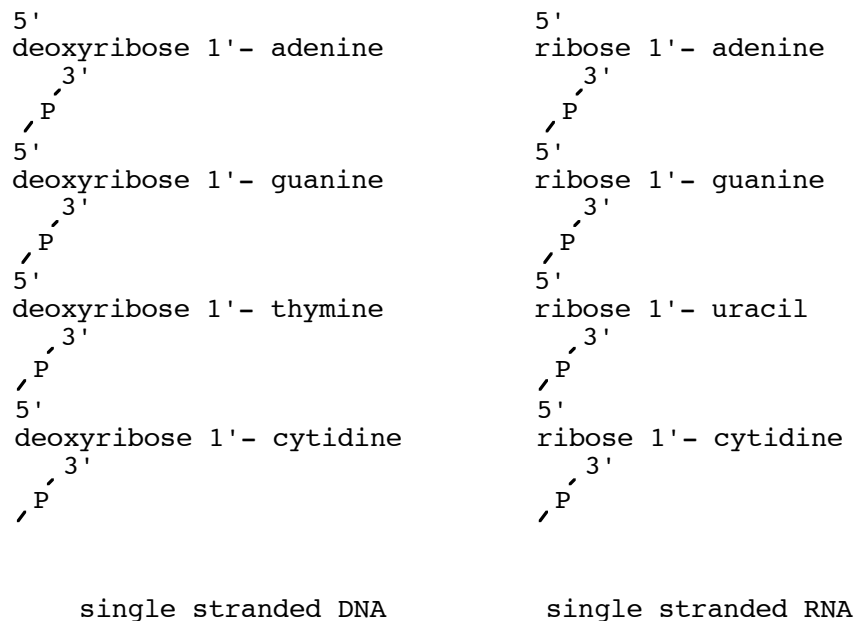 5' 5'
deoxyribose 1'- adenine ribose 1'- adenine
3' 3'
P P
5' 5'
deoxyribose 1'- guanine ribose 1'- guanine
3' 3'
P P
5' 5'
deoxyribose 1'- thymine ribose 1'- uracil
3' 3'
P P
5' 5'
deoxyribose 1'- cytidine ribose 1'- cytidine
3' 3'
P P
single stranded DNA single stranded RNA